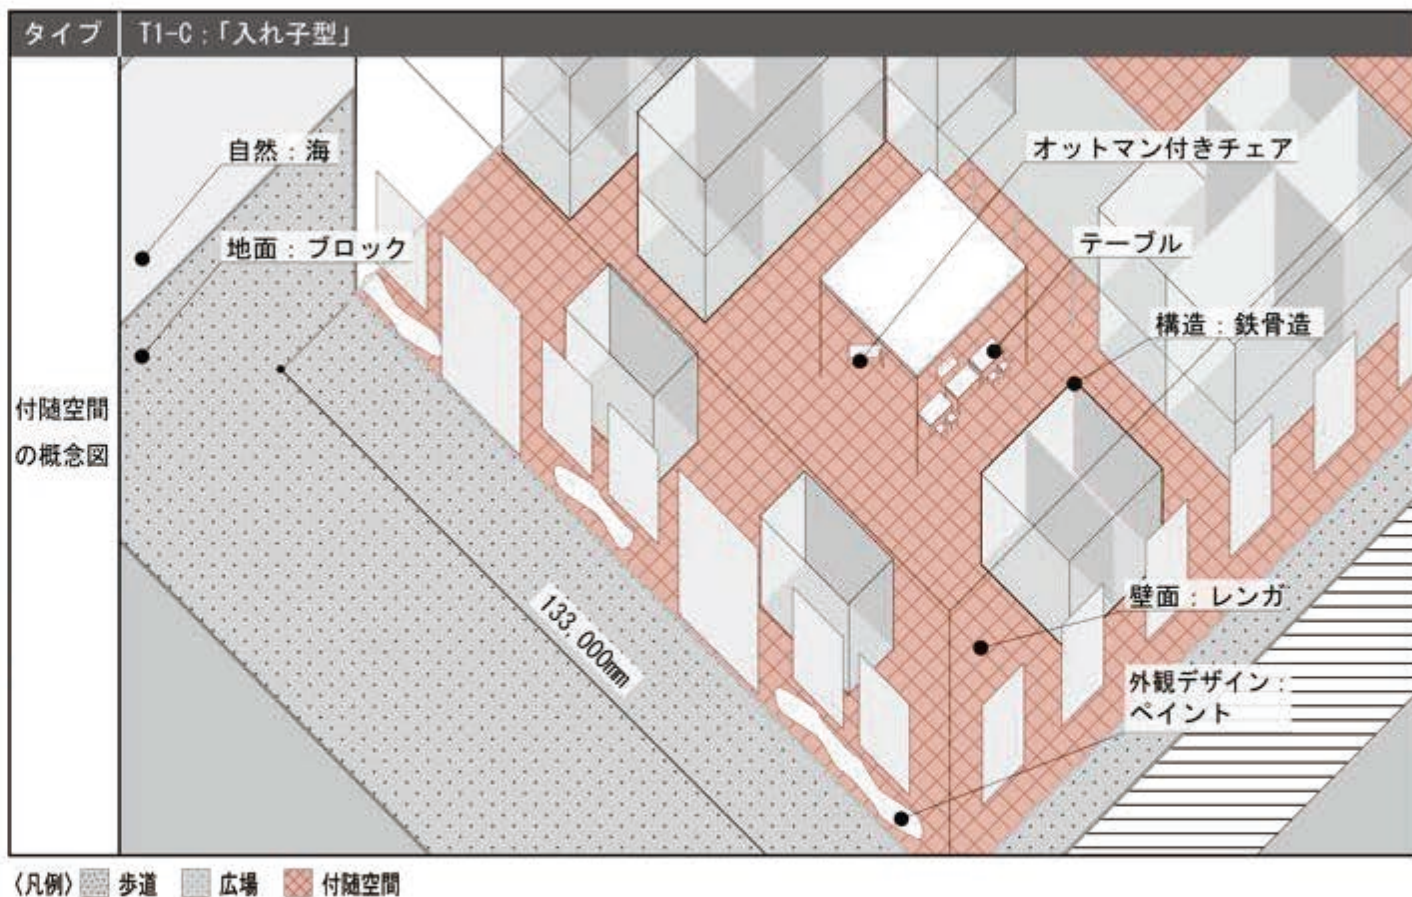 タイプ T1-C：「入れ子型」
自然：海
オットマン付きチェア
地面：ブロック
テーブル
構造：鉄骨造
付随空間
の概念図
133,000mm
壁面：レンガ
外観デザイン：
ペイント
〈凡例〉 歩道 広場 付随空間